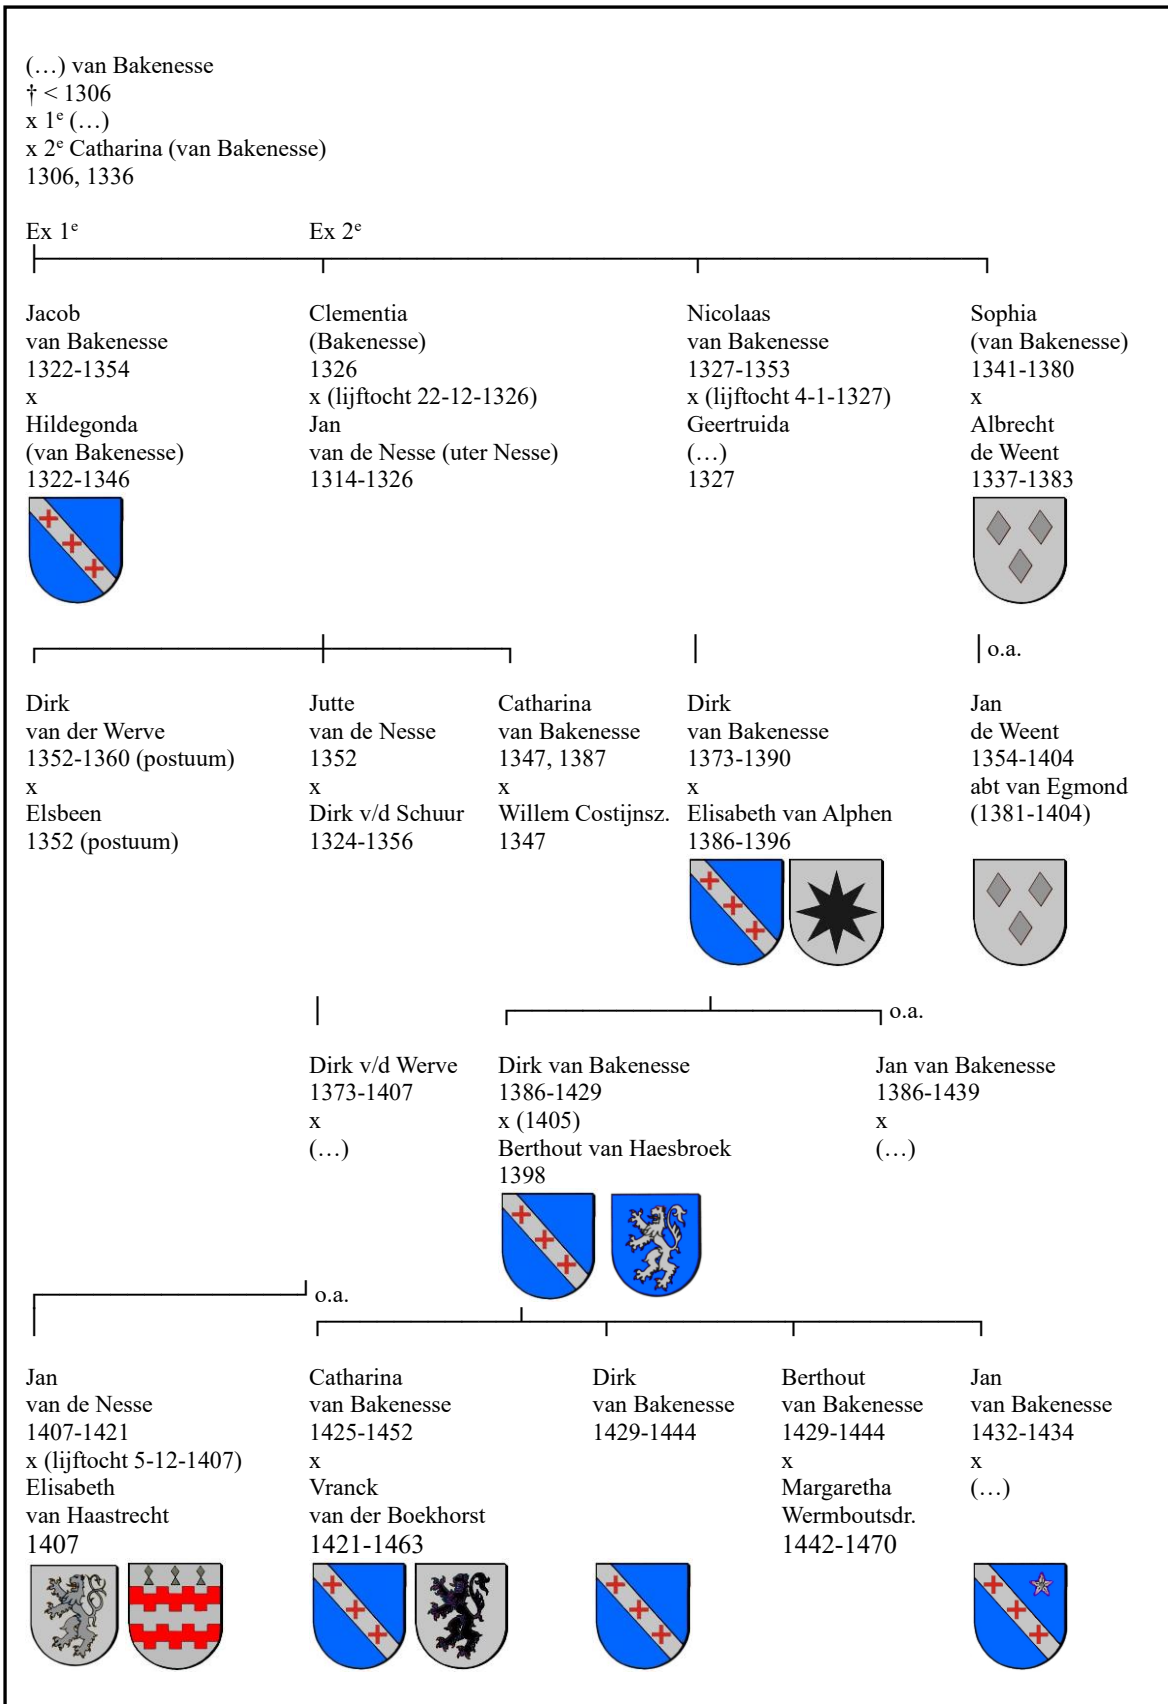 (…) van Bakenesse
† < 1306
x 1e (…)
x 2e Catharina (van Bakenesse)
1306, 1336
Ex 1e
Ex 2e
Jacob
van Bakenesse
1322-1354
x
Hildegonda
(van Bakenesse)
1322-1346
Clementia
(Bakenesse)
1326
x (lijftocht 22-12-1326)
Jan
van de Nesse (uter Nesse)
1314-1326
Nicolaas
van Bakenesse
1327-1353
x (lijftocht 4-1-1327)
Geertruida
(…)
1327
Sophia
(van Bakenesse)
1341-1380
x
Albrecht
de Weent
1337-1383
o.a.
Dirk
van der Werve
1352-1360 (postuum)
x
Elsbeen
1352 (postuum)
Jutte
van de Nesse
1352
x
Dirk v/d Schuur
1324-1356
Catharina
van Bakenesse
1347, 1387
x
Willem Costijnsz.
1347
Dirk
van Bakenesse
1373-1390
x
Elisabeth van Alphen
1386-1396
Jan
de Weent
1354-1404
abt van Egmond
(1381-1404)
o.a.
Dirk v/d Werve
1373-1407
x
(…)
Dirk van Bakenesse
1386-1429
x (1405)
Berthout van Haesbroek
1398
Jan van Bakenesse
1386-1439
x
(…)
o.a.
Jan
van de Nesse
1407-1421
x (lijftocht 5-12-1407)
Elisabeth
van Haastrecht
1407
Catharina
van Bakenesse
1425-1452
x
Vranck
van der Boekhorst
1421-1463
Dirk
van Bakenesse
1429-1444
Berthout
van Bakenesse
1429-1444
x
Margaretha
Wermboutsdr.
1442-1470
Jan
van Bakenesse
1432-1434
x
(…)